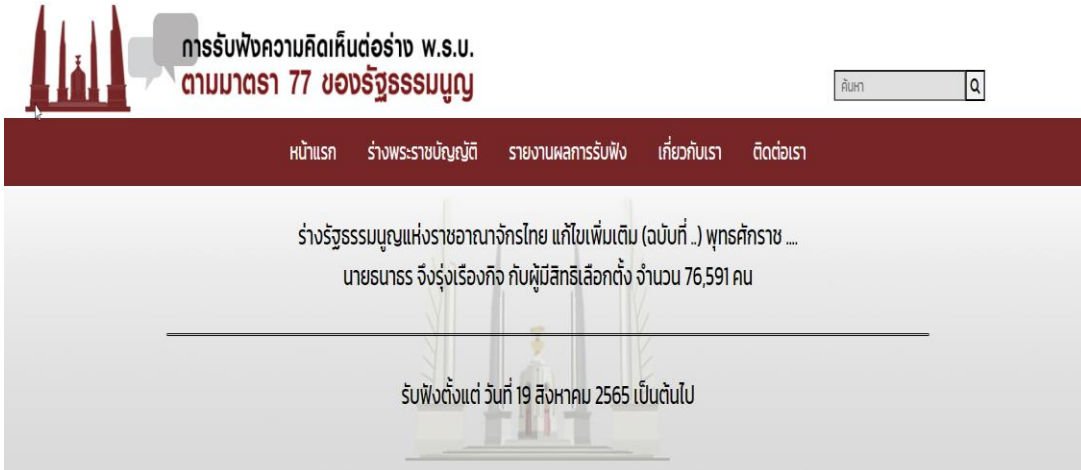 การรับฟังความคิดเห็นต่อร่าง พ.ร.บ.
ตามมาตรา 77 ของรัฐธรรมนูญ
ค้นหา
หน้าแรก ร่างพระราชบัญญัติ รายงานผลการรับฟัง เกี่ยวกับเรา ติดต่อเรา
ร่างรัฐธรรมนูญแห่งราชอาณาจักรไทย แก้ไขเพิ่มเติม (ฉบับที่ ..) พุทธศักราช ....
นายธนาธร จึงรุ่งเรืองกิจ กับผู้มีสิทธิเลือกตั้ง จำนวน 76,591 คน
รับฟังตั้งแต่ วันที่ 19 สิงหาคม 2565 เป็นต้นไป